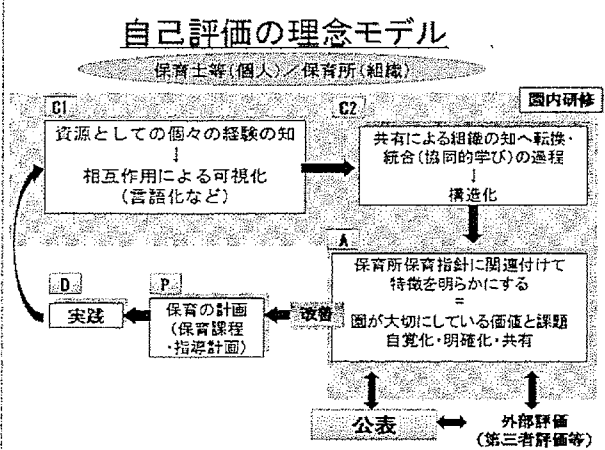 自己評価の理念モデル
保育士等(個人)/保育所(組織)
園内研修
C1
資源としての個々の経験の知
↓
相互作用による可視化
(言語化など)
C2
共有による組織の知へ転換・
統合(協同的学び)の過程
↓
構造化
A
保育所保育指針に関連付けて
特徴を明らかにする
=
園が大切にしている価値と課題
自覚化・明確化・共有
改善
P
保育の計画
(保育課程
・指導計画)
D
実践
公表
外部評価
(第三者評価等)